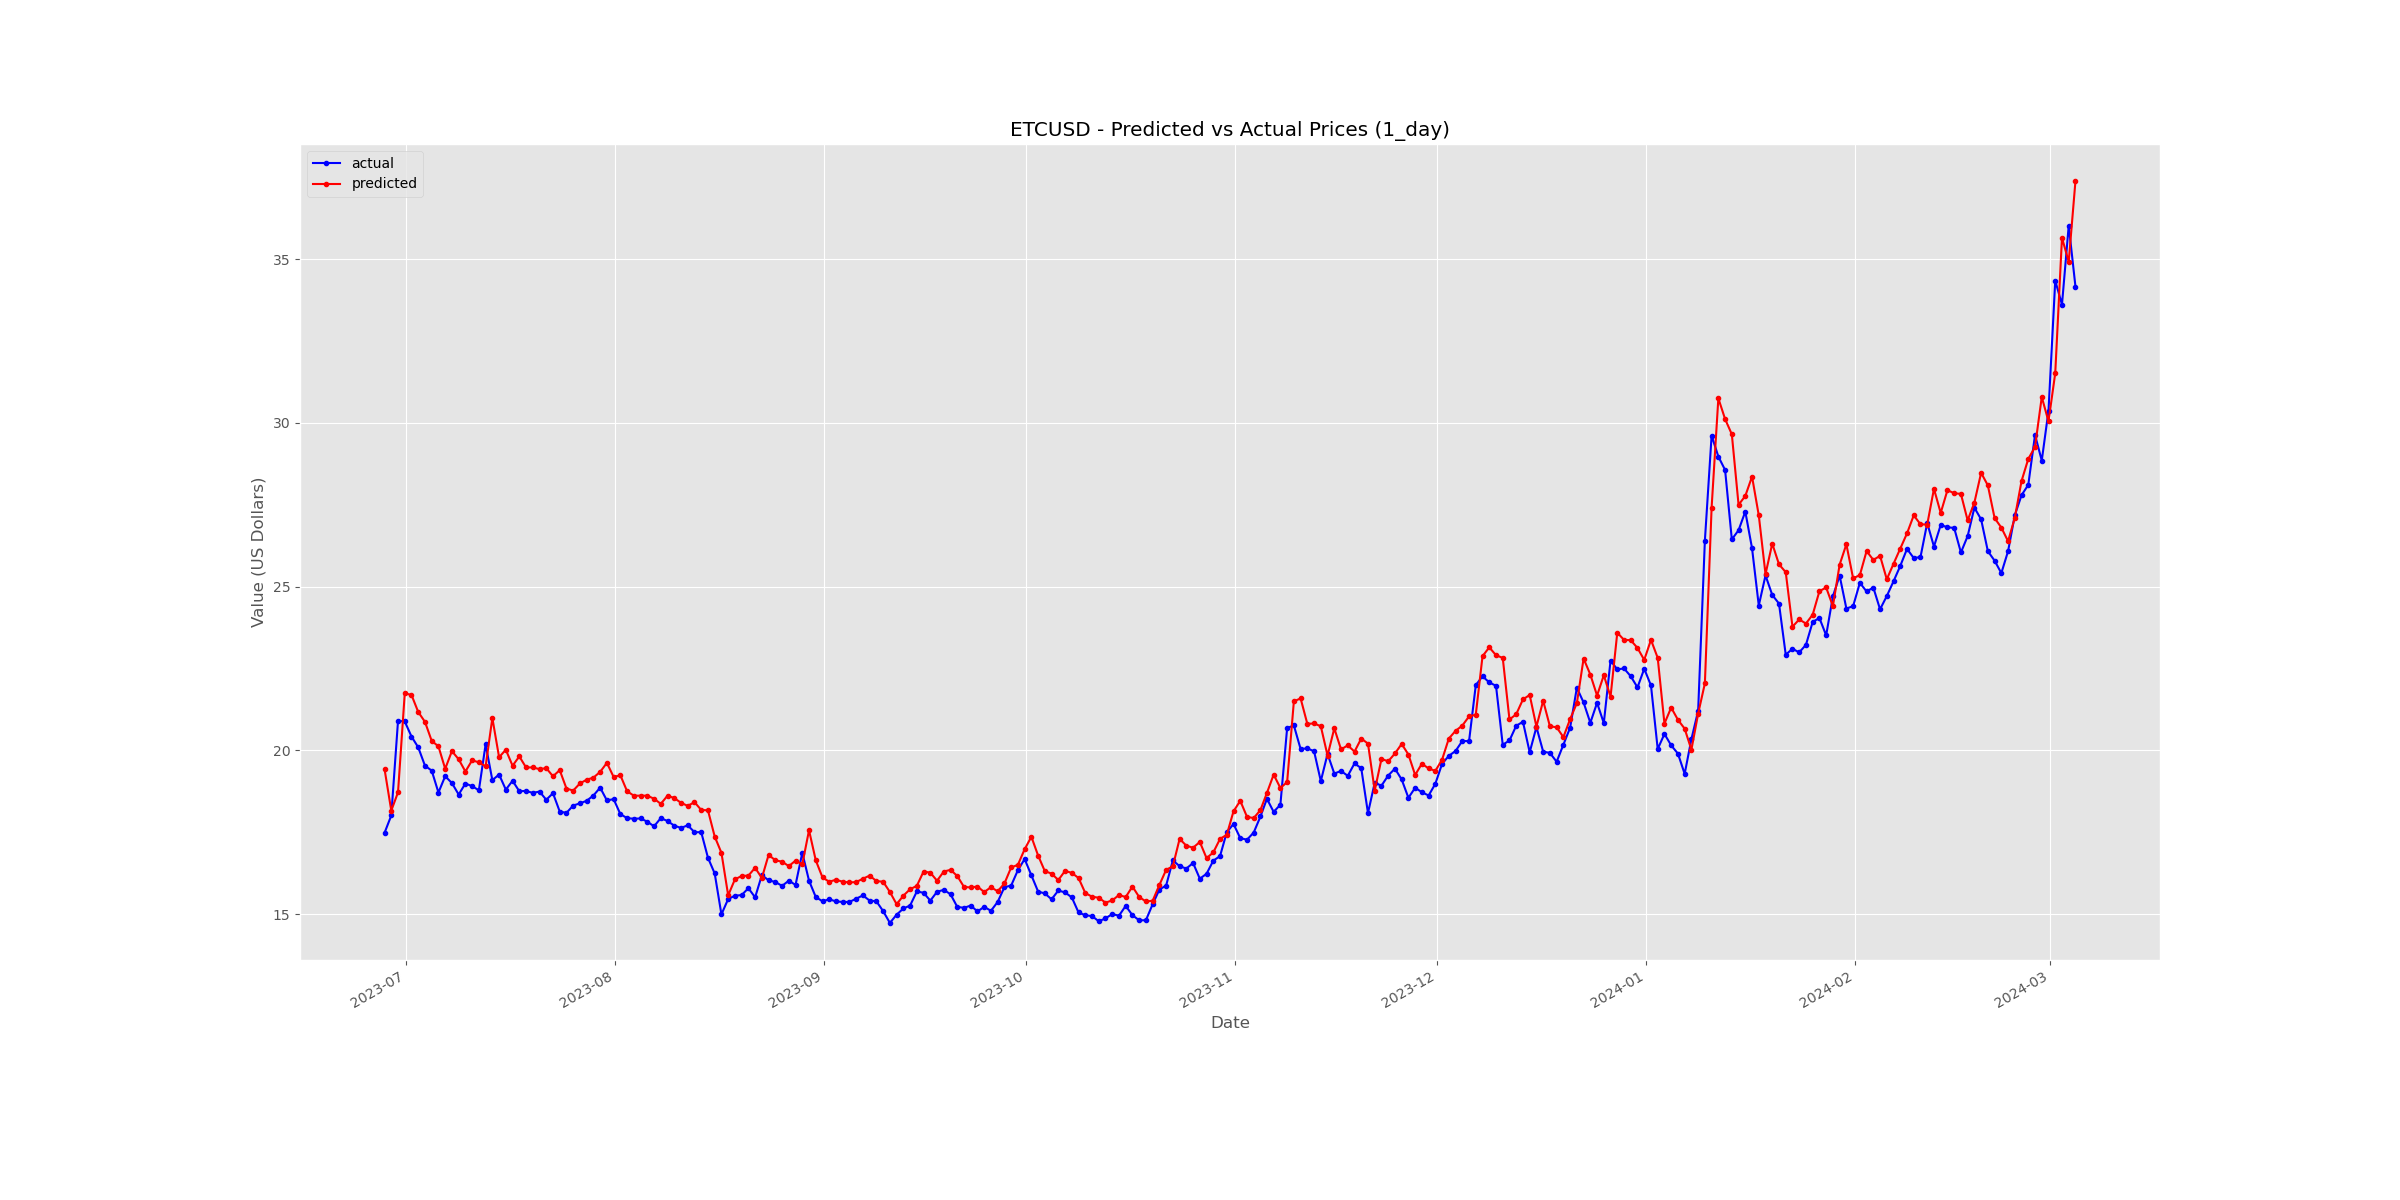 ETCUSD - Predicted vs Actual Prices (1_day)
actual
predicted
Value (US Dollars)
35
30
25
20
15
2023-07
2023-08
2023-09
2023-10
2023-11
2023-12
2024-01
2024-02
2024-03
Date